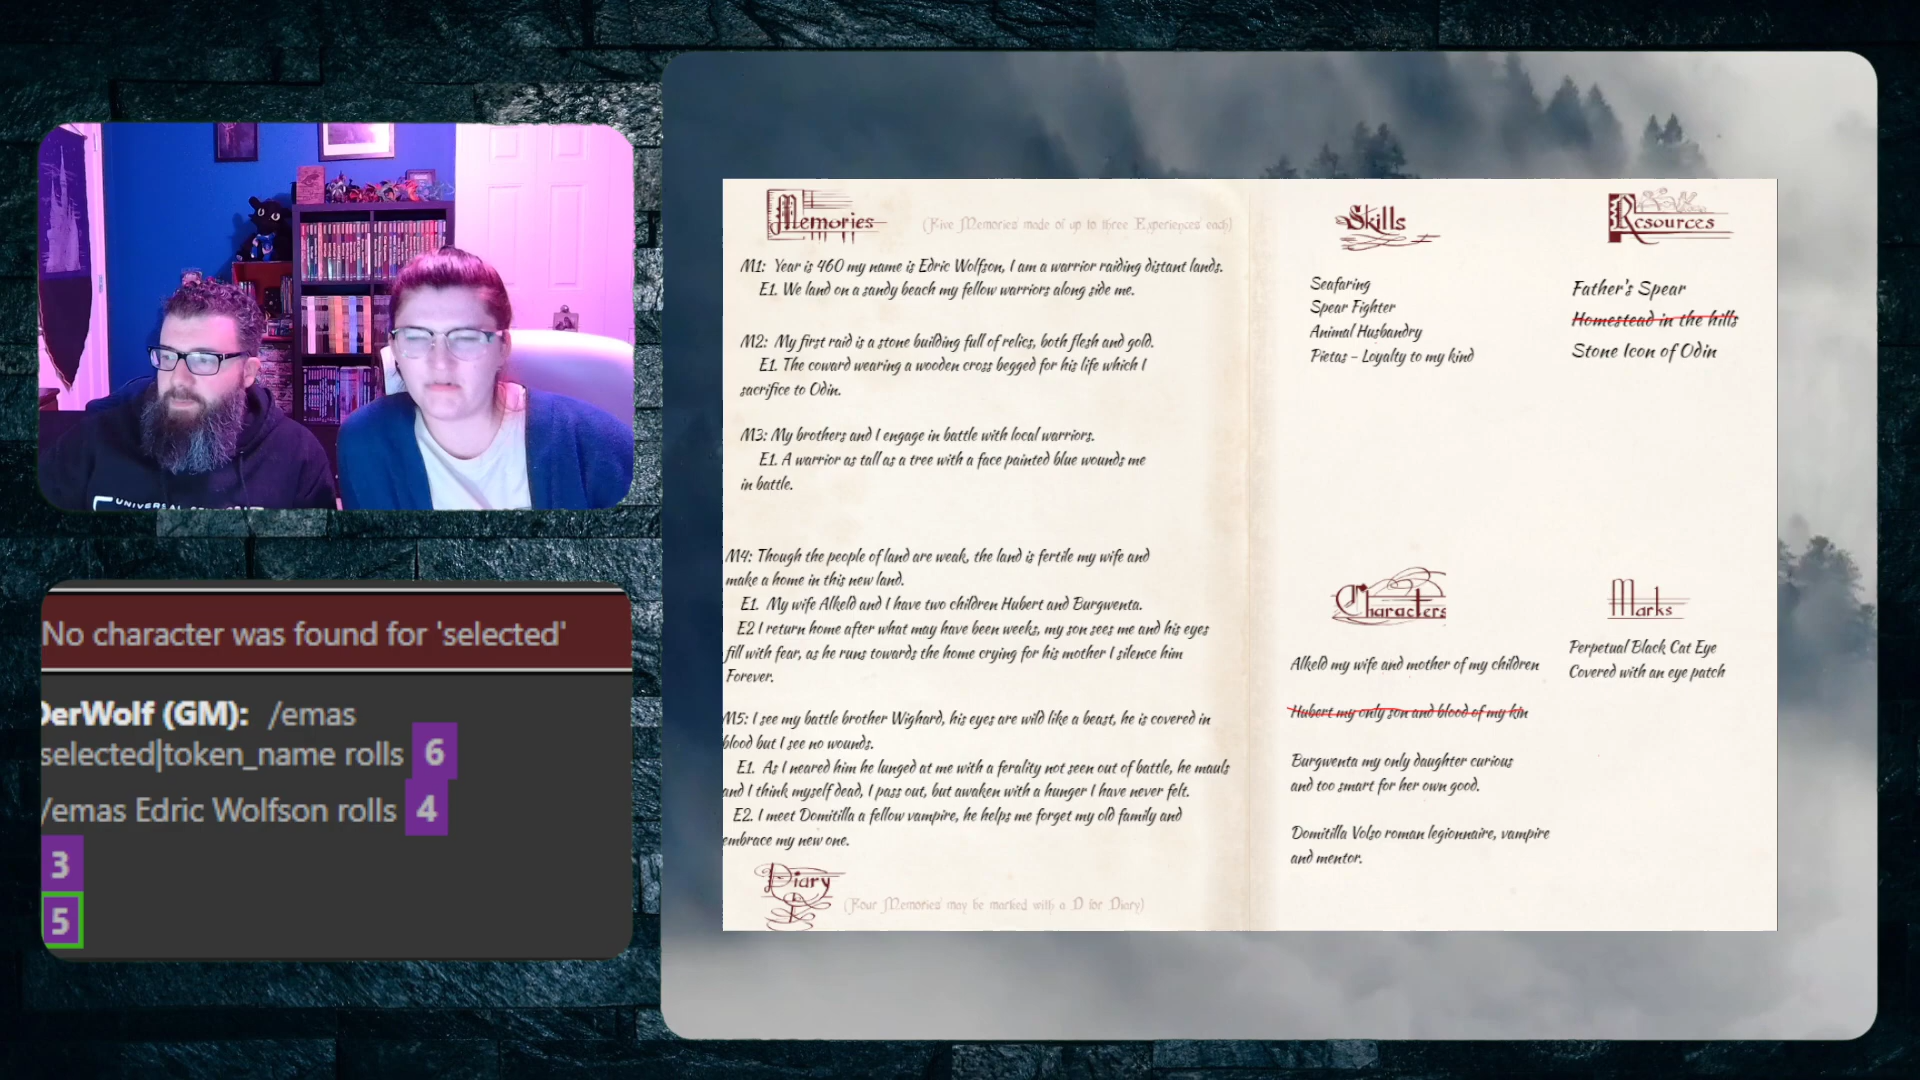 No character was found for 'selected'
DerWolf (GM): /emas
selected|token_name rolls 6
/emas Edric Wolfson rolls 4
3
5
Memories
(Five Memories made of up to three Experiences each)
M1: Year is 460 my name is Edric Wolfson, I am a warrior raiding distant lands.
E1. We land on a sandy beach my fellow warriors along side me.
M2: My first raid is a stone building full of relics, both flesh and gold.
E1. The coward wearing a wooden cross begged for his life which I
sacrifice to Odin.
M3: My brothers and I engage in battle with local warriors.
E1. A warrior as tall as a tree with a face painted blue wounds me
in battle.
M4: Though the people of land are weak, the land is fertile my wife and
make a home in this new land.
E1. My wife Alkeld and I have two children Hubert and Burgwenta.
E2 I return home after what may have been weeks, my son sees me and his eyes
fill with fear, as he runs towards the home crying for his mother I silence him
Forever.
M5: I see my battle brother Wighard, his eyes are wild like a beast, he is covered in
blood but I see no wounds.
E1. As I neared him he lunged at me with a ferality not seen out of battle, he mauls
and I think myself dead, I pass out, but awaken with a hunger I have never felt.
E2. I meet Domitilla a fellow vampire, he helps me forget my old family and
embrace my new one.
Diary
(Four Memories may be marked with a D for Diary)
Skills
Seafaring
Spear Fighter
Animal Husbandry
Pietas - Loyalty to my kind
Resources
Father's Spear
Homestead in the hills
Stone Icon of Odin
Characters
Alkeld my wife and mother of my children
Hubert my only son and blood of my kin
Burgwenta my only daughter curious
and too smart for her own good.
Domitilla Volso roman legionnaire, vampire
and mentor.
Marks
Perpetual Black Cat Eye
Covered with an eye patch